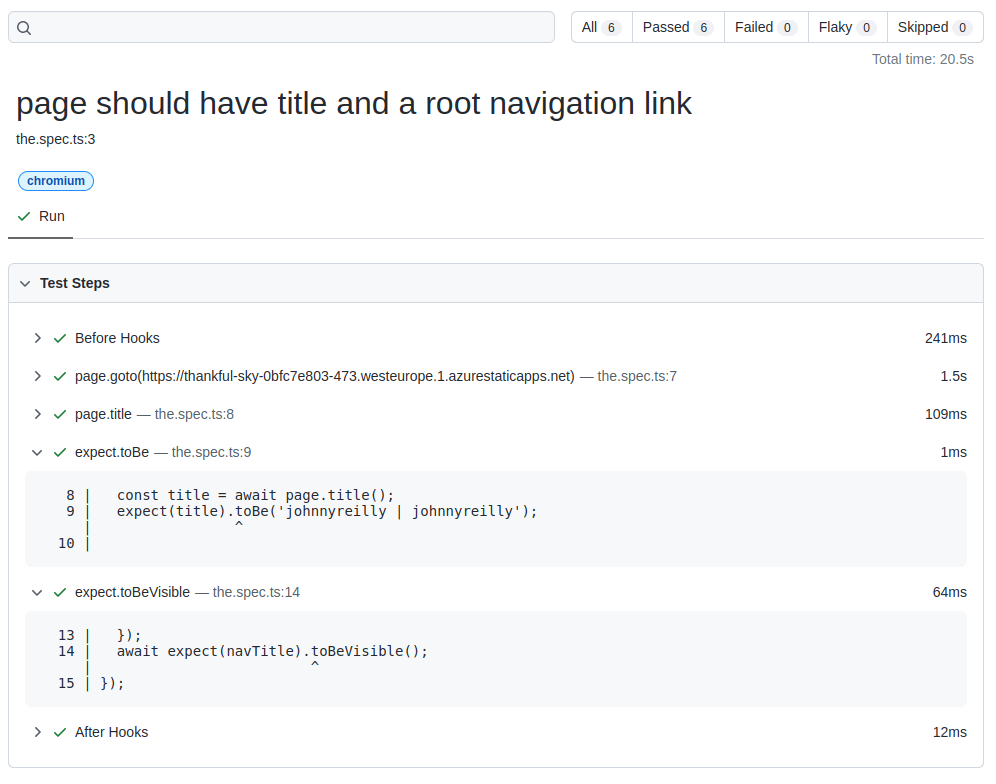 All 6 Passed 6 Failed 0 Flaky 0 Skipped 0
Total time: 20.5s
page should have title and a root navigation link
the.spec.ts:3
chromium
Run
Test Steps
Before Hooks 241ms
page.goto(https://thankful-sky-0bfc7e803-473.westeurope.1.azurestaticapps.net) — the.spec.ts:7 1.5s
page.title — the.spec.ts:8 109ms
expect.toBe — the.spec.ts:9 1ms
8 |   const title = await page.title();
9 |   expect(title).toBe('johnnyreilly | johnnyreilly');
|                 ^
10 |
expect.toBeVisible — the.spec.ts:14 64ms
13 |   });
14 |   await expect(navTitle).toBeVisible();
|                          ^
15 | });
After Hooks 12ms